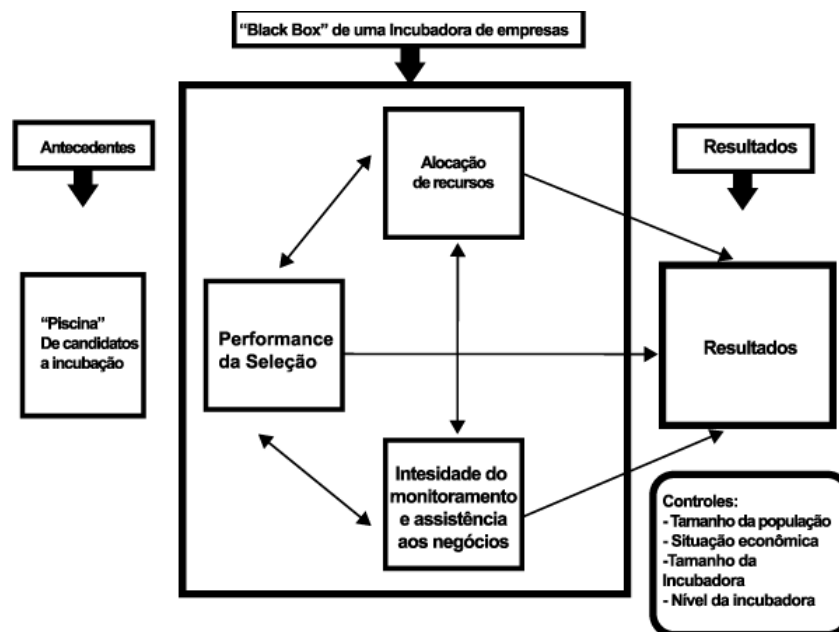 “Black Box” de uma Incubadora de empresas
Antecedentes
Resultados
Alocação
de recursos
“Piscina”
De candidatos
a incubação
Performance
da Seleção
Resultados
Intesidade do
monitoramento
e assistência
aos negócios
Controles:
- Tamanho da população
- Situação econômica
-Tamanho da
Incubadora
- Nível da incubadora